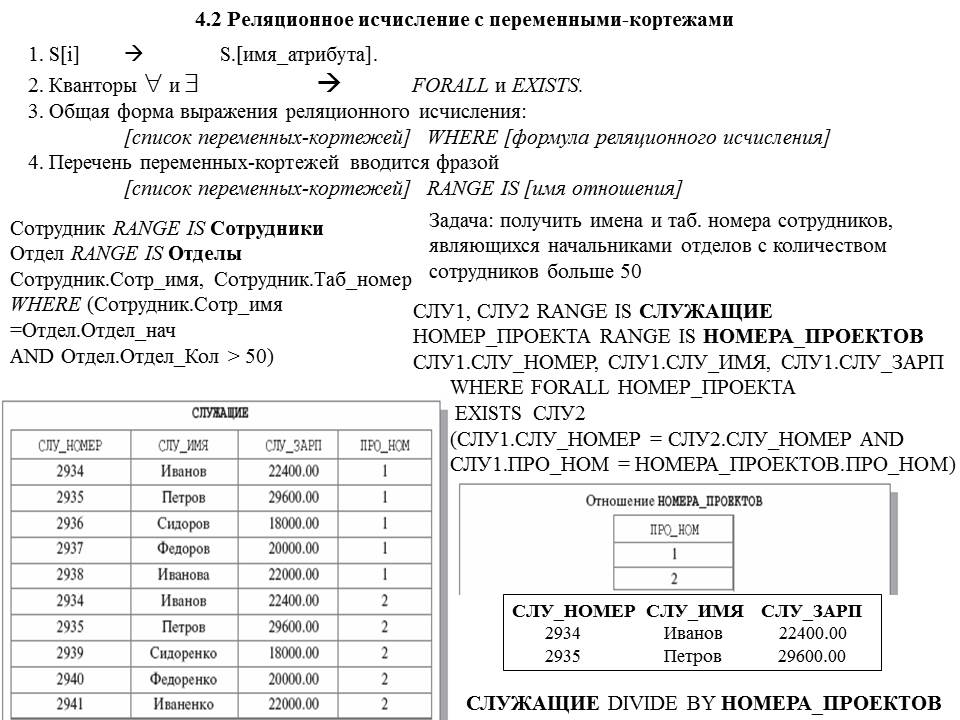 4.2 Реляционное исчисление с переменными-кортежами
1. S[i] → S.[имя_атрибута].
2. Кванторы ∀ и ∃ → FORALL и EXISTS.
3. Общая форма выражения реляционного исчисления:
[список переменных-кортежей] WHERE [формула реляционного исчисления]
4. Перечень переменных-кортежей вводится фразой
[список переменных-кортежей] RANGE IS [имя отношения]
Сотрудник RANGE IS Сотрудники
Отдел RANGE IS Отделы
Сотрудник.Сотр_имя, Сотрудник.Таб_номер
WHERE (Сотрудник.Сотр_имя
=Отдел.Отдел_нач
AND Отдел.Отдел_Кол > 50)
Задача: получить имена и таб. номера сотрудников,
являющихся начальниками отделов с количеством
сотрудников больше 50
СЛУ1, СЛУ2 RANGE IS СЛУЖАЩИЕ
НОМЕР_ПРОЕКТА RANGE IS НОМЕРА_ПРОЕКТОВ
СЛУ1.СЛУ_НОМЕР, СЛУ1.СЛУ_ИМЯ, СЛУ1.СЛУ_ЗАРП
WHERE FORALL НОМЕР_ПРОЕКТА
EXISTS СЛУ2
(СЛУ1.СЛУ_НОМЕР = СЛУ2.СЛУ_НОМЕР AND
СЛУ1.ПРО_НОМ = НОМЕРА_ПРОЕКТОВ.ПРО_НОМ)
СЛУЖАЩИЕ
СЛУ_НОМЕР СЛУ_ИМЯ СЛУ_ЗАРП ПРО_НОМ
2934 Иванов 22400.00 1
2935 Петров 29600.00 1
2936 Сидоров 18000.00 1
2937 Федоров 20000.00 1
2938 Иванова 22000.00 1
2934 Иванов 22400.00 2
2935 Петров 29600.00 2
2939 Сидоренко 18000.00 2
2940 Федоренко 20000.00 2
2941 Иваненко 22000.00 2
Отношение НОМЕРА_ПРОЕКТОВ
ПРО_НОМ
1
2
СЛУ_НОМЕР СЛУ_ИМЯ СЛУ_ЗАРП
2934 Иванов 22400.00
2935 Петров 29600.00
СЛУЖАЩИЕ DIVIDE BY НОМЕРА_ПРОЕКТОВ